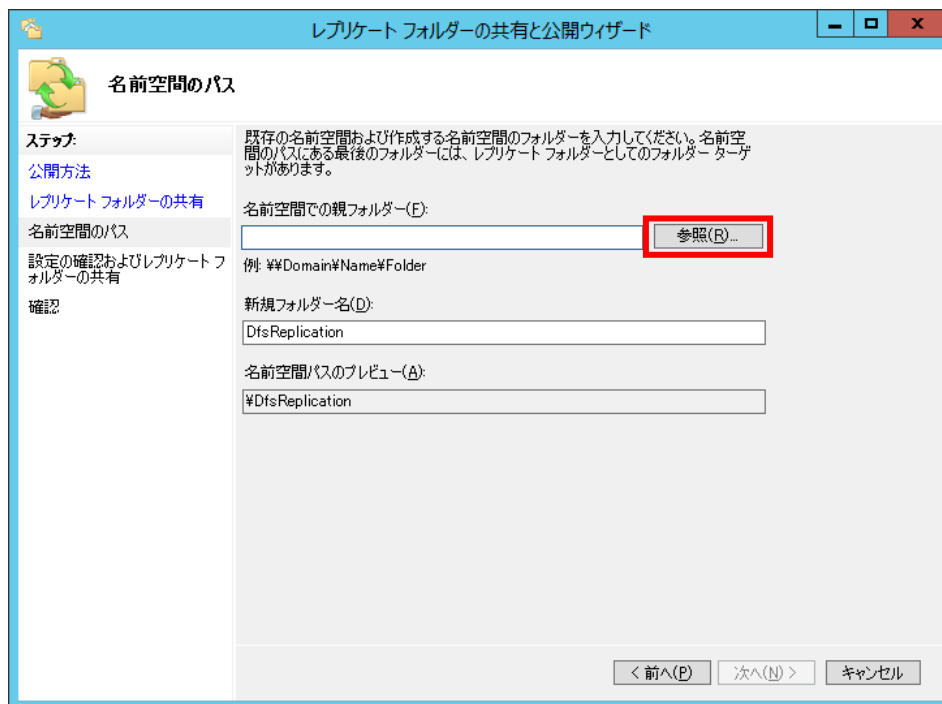 レプリケート フォルダーの共有と公開ウィザード
名前空間のパス
ステップ:
公開方法
レプリケート フォルダーの共有
名前空間のパス
設定の確認およびレプリケート フ
ォルダーの共有
確認
既存の名前空間および作成する名前空間のフォルダーを入力してください。名前空
間のパスにある最後のフォルダーには、レプリケート フォルダーとしてのフォルダー ターゲ
ットがあります。
名前空間での親フォルダー(F):
参照(R)...
例: ¥¥Domain¥Name¥Folder
新規フォルダー名(D):
DfsReplication
名前空間パスのプレビュー(A):
¥DfsReplication
< 前へ(P)
次へ(N) >
キャンセル